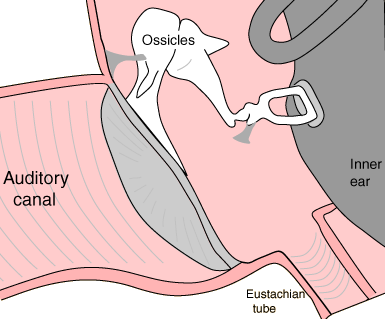 Ossicles
Auditory
canal
Inner
ear
Eustachian
tube